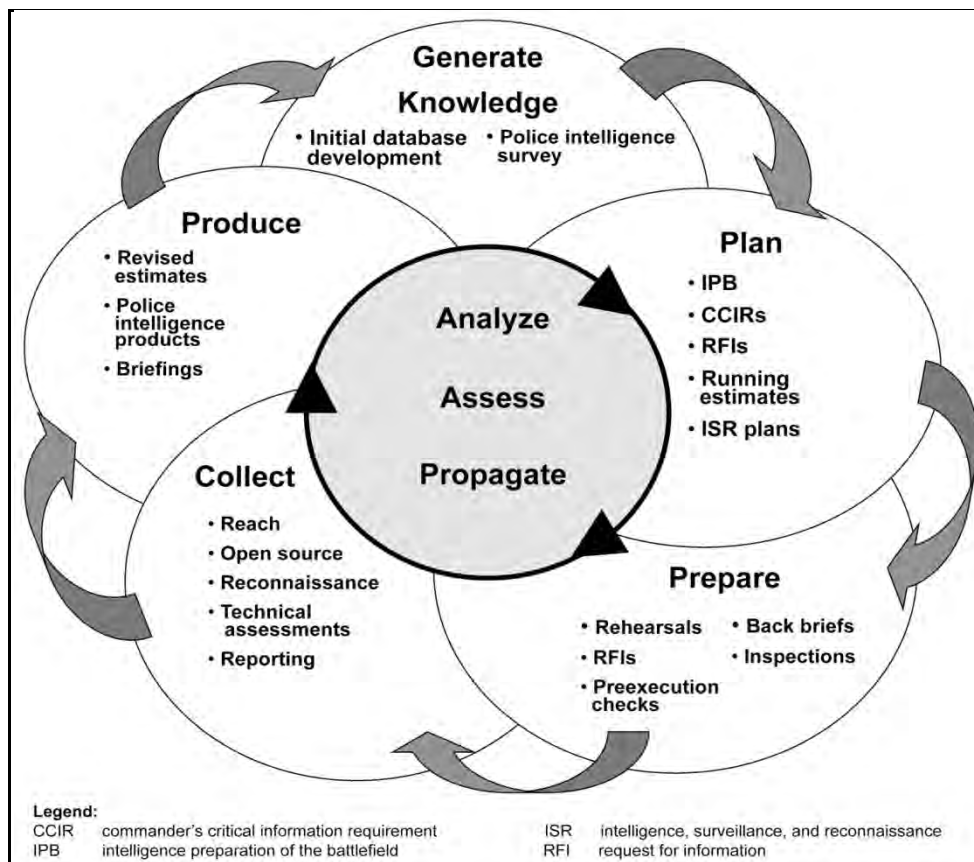 Generate
Knowledge
• Initial database
development
• Police intelligence
survey
Produce
• Revised
estimates
• Police
intelligence
products
• Briefings
Plan
• IPB
• CCIRs
• RFIs
• Running
estimates
• ISR plans
Analyze
Assess
Propagate
Collect
• Reach
• Open source
• Reconnaissance
• Technical
assessments
• Reporting
Prepare
• Rehearsals
• RFIs
• Preexecution
checks
• Back briefs
• Inspections
Legend:
CCIR commander's critical information requirement
IPB intelligence preparation of the battlefield
ISR intelligence, surveillance, and reconnaissance
RFI request for information